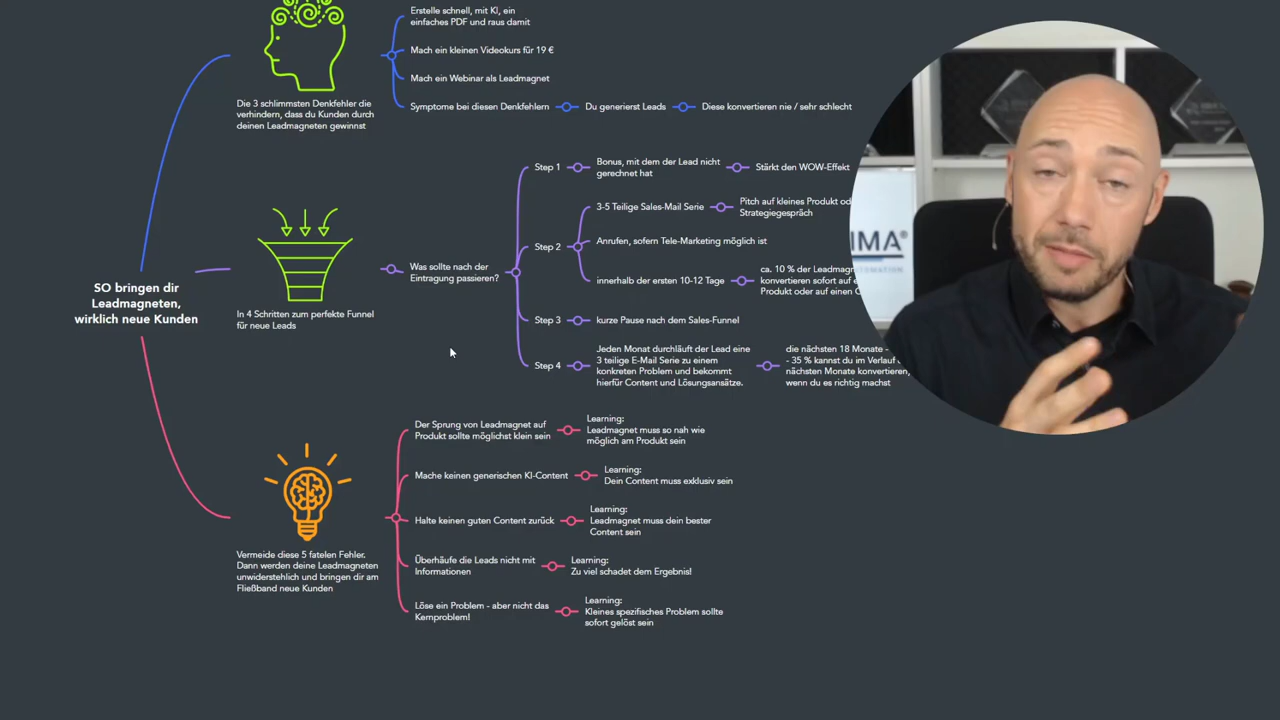 SO bringen dir
Leadmagneten,
wirklich neue Kunden
Die 3 schlimmsten Denkfehler die
verhindern, dass du Kunden durch
deinen Leadmagneten gewinnst
Erstelle schnell, mit KI, ein
einfaches PDF und raus damit
Mach ein kleinen Videokurs für 19 €
Mach ein Webinar als Leadmagnet
Symptome bei diesen Denkfehlern
Du generierst Leads
Diese konvertieren nie / sehr schlecht
In 4 Schritten zum perfekte Funnel
für neue Leads
Was sollte nach der
Eintragung passieren?
Step 1
Bonus, mit dem der Lead nicht
gerechnet hat
Stärkt den WOW-Effekt
Step 2
3-5 Teilige Sales-Mail Serie
Pitch auf kleines Produkt
Strategiegespräch
Anrufen, sofern Tele-Marketing möglich ist
innerhalb der ersten 10-12 Tage
ca. 10 % der
konvertieren sofort auf
Produkt oder auf einen
Step 3
kurze Pause nach dem Sales-Funnel
Step 4
Jeden Monat durchläuft der Lead eine
3 teilige E-Mail Serie zu einem
konkreten Problem und bekommt
hierfür Content und Lösungsansätze.
die nächsten 18 Monate -
- 35 % kannst du im Verlauf
nächsten Monate konvertieren,
wenn du es richtig machst
Vermeide diese 5 fatelen Fehler.
Dann werden deine Leadmagneten
unwiderstehlich und bringen dir am
Fließband neue Kunden
Der Sprung von Leadmagnet auf
Produkt sollte möglichst klein sein
Learning:
Leadmagnet muss so nah wie
möglich am Produkt sein
Mache keinen generischen KI-Content
Learning:
Dein Content muss exklusiv sein
Halte keinen guten Content zurück
Learning:
Leadmagnet muss dein bester
Content sein
Überhäufe die Leads nicht mit
Informationen
Learning:
Zu viel schadet dem Ergebnis!
Löse ein Problem - aber nicht das
Kernproblem!
Learning:
Kleines spezifisches Problem sollte
sofort gelöst sein